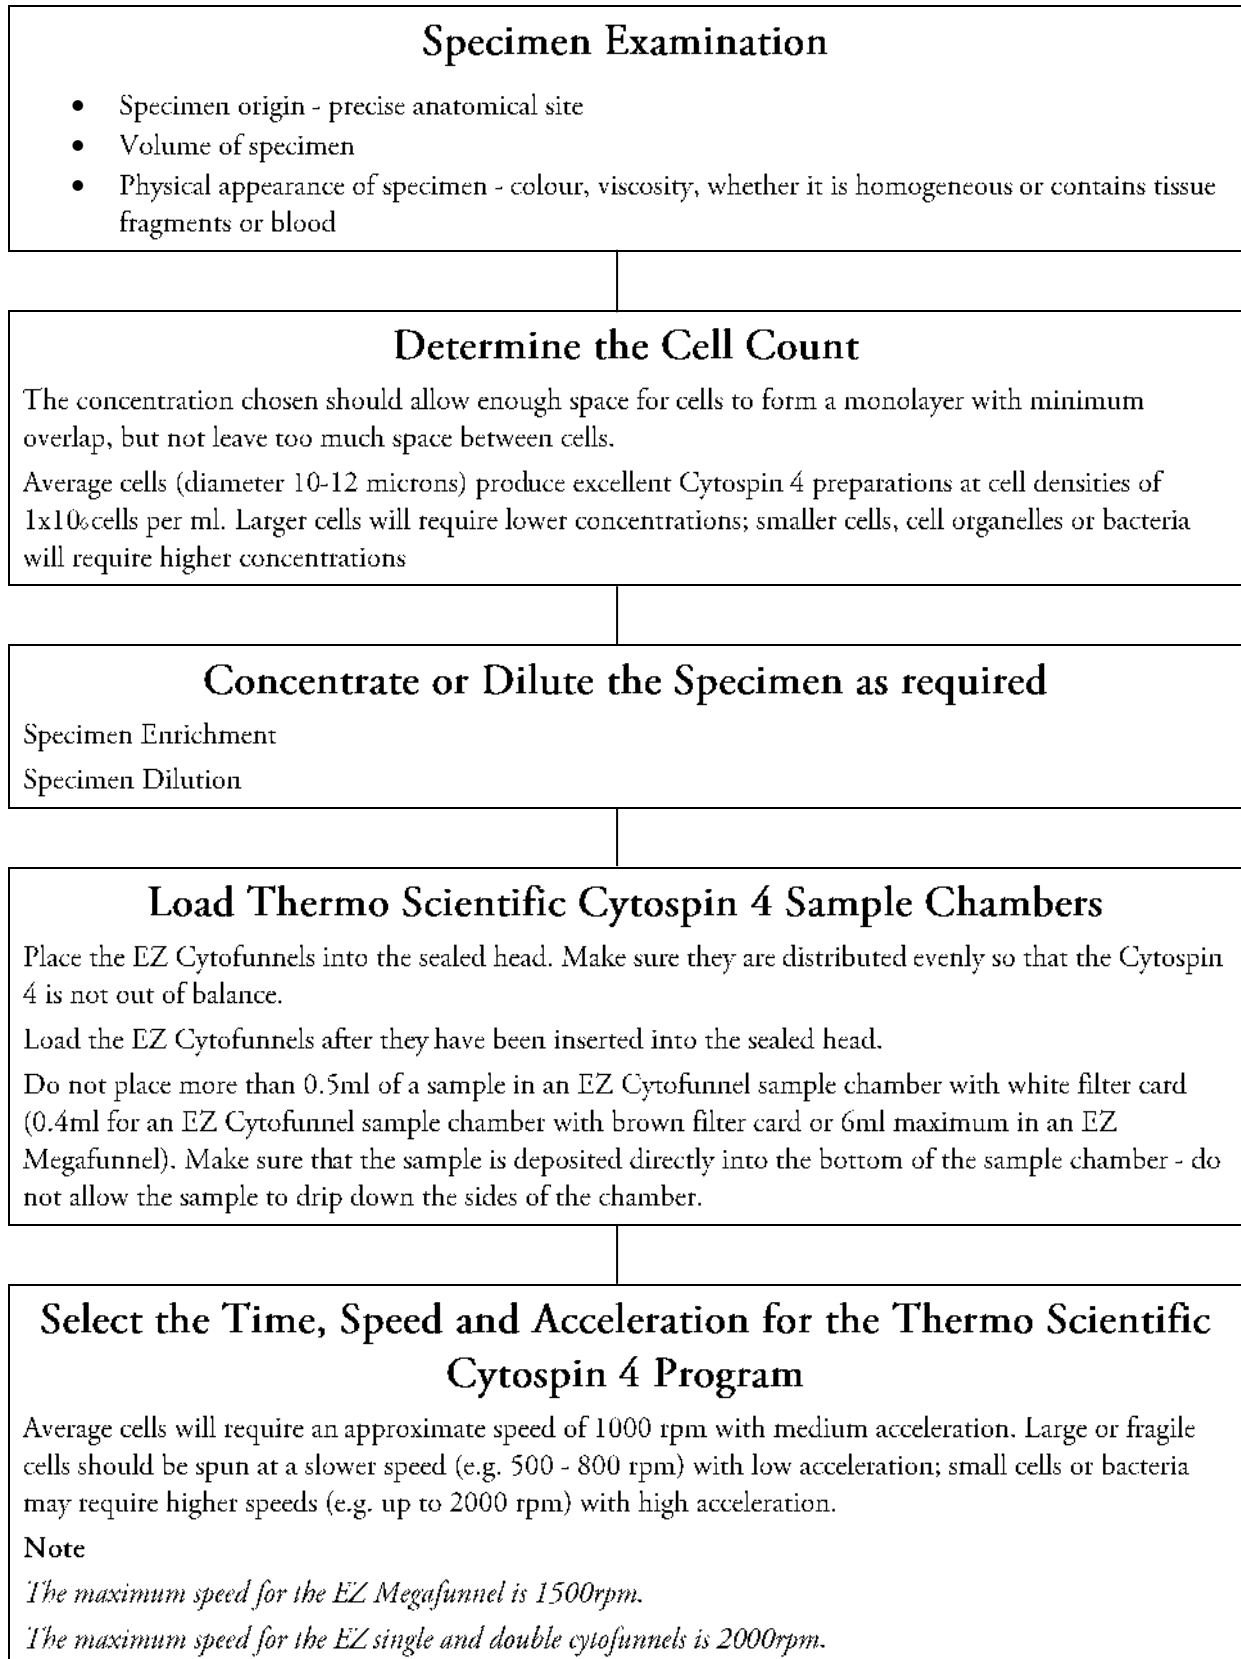 Specimen Examination
• Specimen origin - precise anatomical site
• Volume of specimen
• Physical appearance of specimen - colour, viscosity, whether it is homogeneous or contains tissue
fragments or blood
Determine the Cell Count
The concentration chosen should allow enough space for cells to form a monolayer with minimum
overlap, but not leave too much space between cells.
Average cells (diameter 10-12 microns) produce excellent Cytospin 4 preparations at cell densities of
1x106cells per ml. Larger cells will require lower concentrations; smaller cells, cell organelles or bacteria
will require higher concentrations
Concentrate or Dilute the Specimen as required
Specimen Enrichment
Specimen Dilution
Load Thermo Scientific Cytospin 4 Sample Chambers
Place the EZ Cytofunnels into the sealed head. Make sure they are distributed evenly so that the Cytospin
4 is not out of balance.
Load the EZ Cytofunnels after they have been inserted into the sealed head.
Do not place more than 0.5ml of a sample in an EZ Cytofunnel sample chamber with white filter card
(0.4ml for an EZ Cytofunnel sample chamber with brown filter card or 6ml maximum in an EZ
Megafunnel). Make sure that the sample is deposited directly into the bottom of the sample chamber - do
not allow the sample to drip down the sides of the chamber.
Select the Time, Speed and Acceleration for the Thermo Scientific
Cytospin 4 Program
Average cells will require an approximate speed of 1000 rpm with medium acceleration. Large or fragile
cells should be spun at a slower speed (e.g. 500 - 800 rpm) with low acceleration; small cells or bacteria
may require higher speeds (e.g. up to 2000 rpm) with high acceleration.
Note
The maximum speed for the EZ Megafunnel is 1500rpm.
The maximum speed for the EZ single and double cytofunnels is 2000rpm.